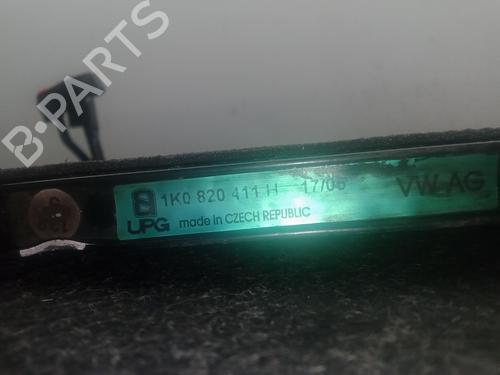 B·PARTS
1K0 820 411 H 17/06 VW AG
UPG made in CZECH REPUBLIC